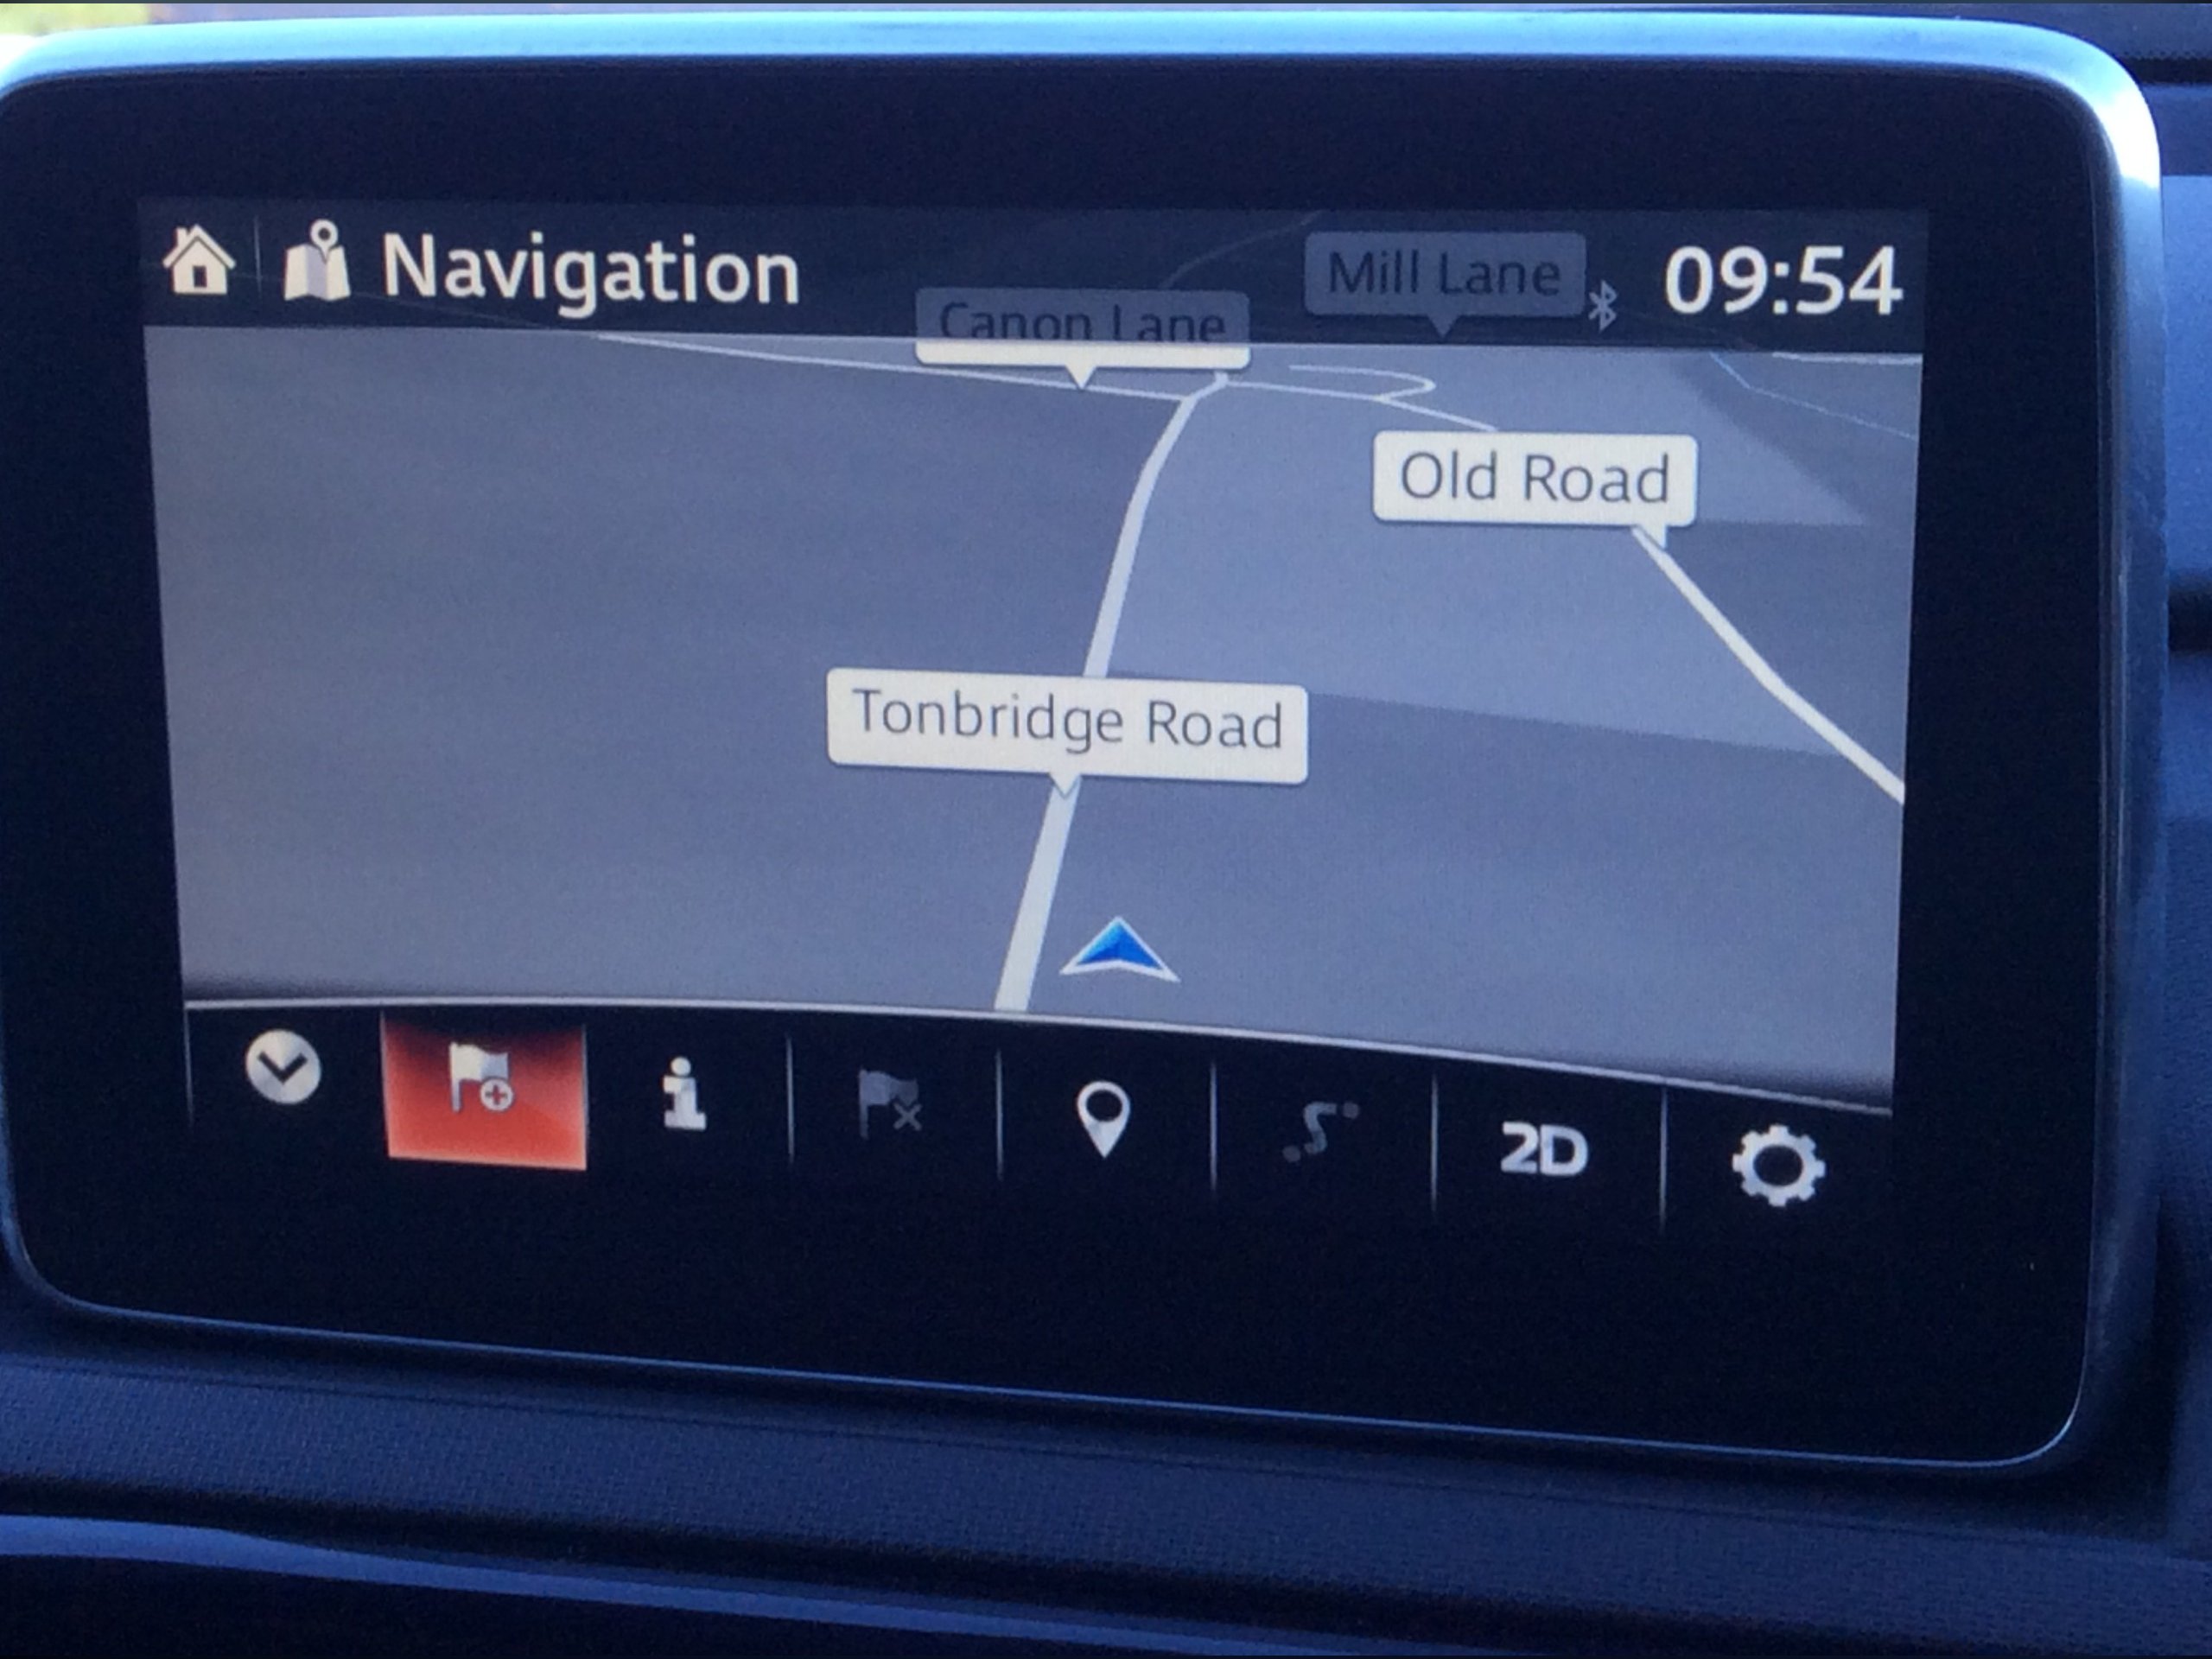 Navigation
Mill Lane
09:54
Canon Lane
Old Road
Tonbridge Road
2D